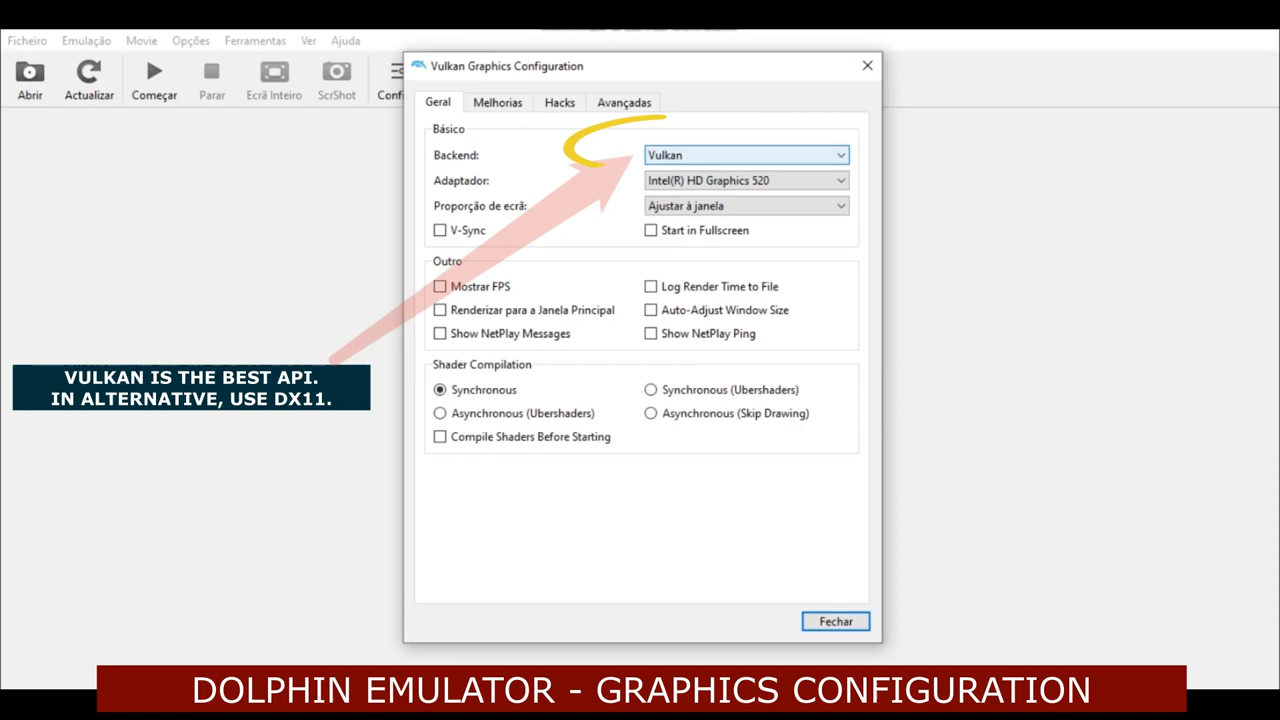 Ficheiro Emulação Movie Opções Ferramentas Ver Ajuda
Abrir Actualizar Começar Parar Ecrã Inteiro ScrShot Confi
Vulkan Graphics Configuration
Geral Melhorias Hacks Avançadas
Básico
Backend: Vulkan
Adaptador: Intel(R) HD Graphics 520
Proporção de ecrã: Ajustar à janela
V-Sync Start in Fullscreen
Outro
Mostrar FPS Log Render Time to File
Renderizar para a Janela Principal Auto-Adjust Window Size
Show NetPlay Messages Show NetPlay Ping
Shader Compilation
Synchronous Synchronous (Ubershaders)
Asynchronous (Ubershaders) Asynchronous (Skip Drawing)
Compile Shaders Before Starting
Fechar
VULKAN IS THE BEST API.
IN ALTERNATIVE, USE DX11.
DOLPHIN EMULATOR - GRAPHICS CONFIGURATION